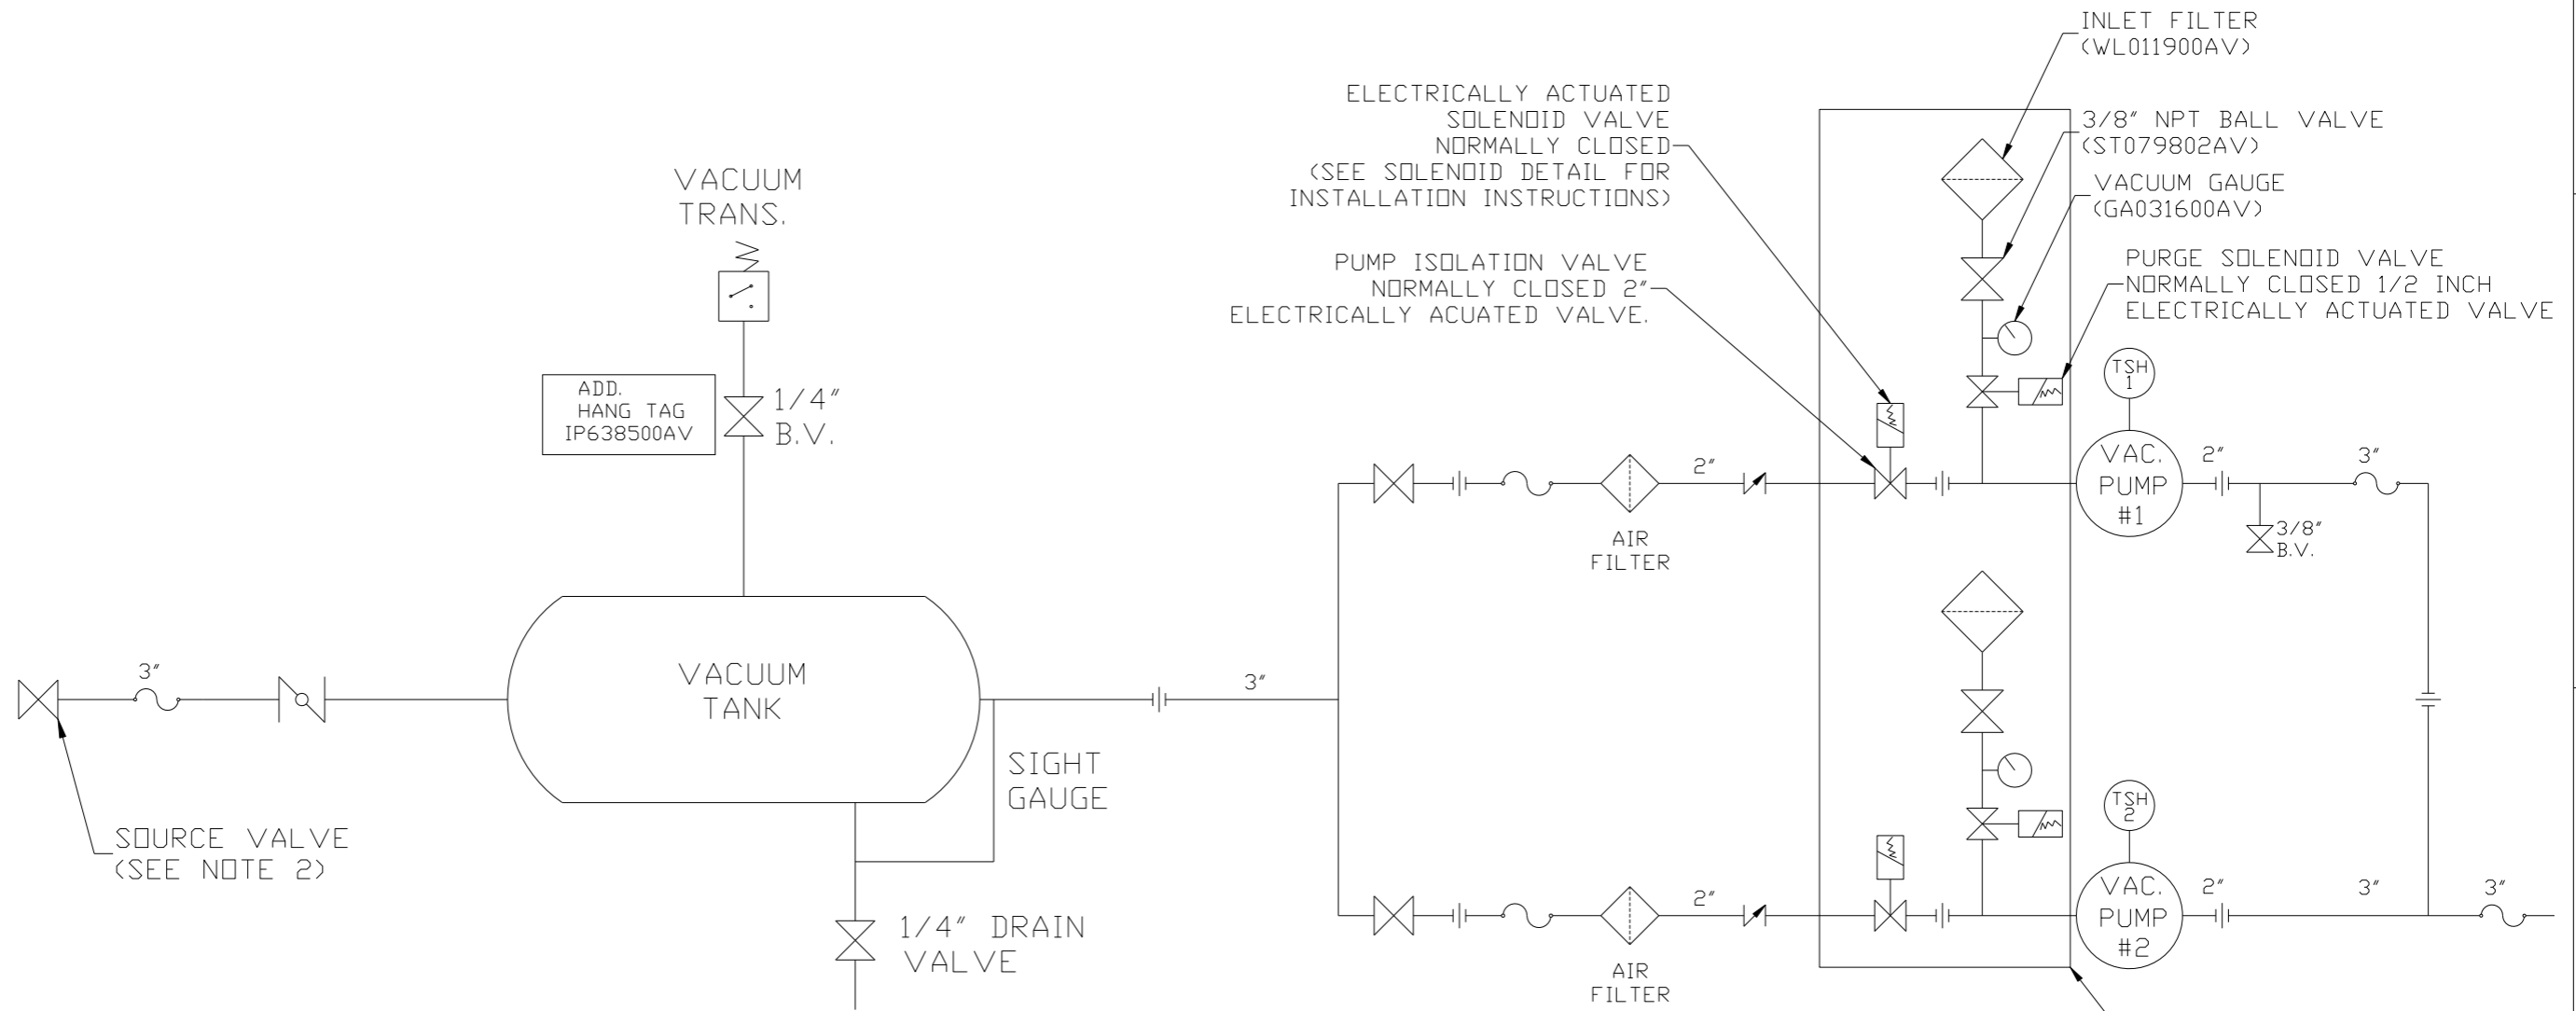 INLET FILTER
(WL011900AV)
ELECTRICALLY ACTUATED
SOLENOID VALVE
NORMALLY CLOSED
(SEE SOLENOID DETAIL FOR
INSTALLATION INSTRUCTIONS)
3/8" NPT BALL VALVE
(ST079802AV)
VACUUM GAUGE
(GA031600AV)
VACUUM
TRANS.
PUMP ISOLATION VALVE
NORMALLY CLOSED 2"
ELECTRICALLY ACUATED VALVE.
PURGE SOLENOID VALVE
NORMALLY CLOSED 1/2 INCH
ELECTRICALLY ACTUATED VALVE
TSH
1
ADD.
HANG TAG
IP638500AV
1/4"
B.V.
2"
VAC.
PUMP
#1
2"
3"
3/8"
B.V.
AIR
FILTER
3"
VACUUM
TANK
3"
SIGHT
GAUGE
SOURCE VALVE
(SEE NOTE 2)
TSH
2
2"
VAC.
PUMP
#2
2"
3"
3"
1/4" DRAIN
VALVE
AIR
FILTER